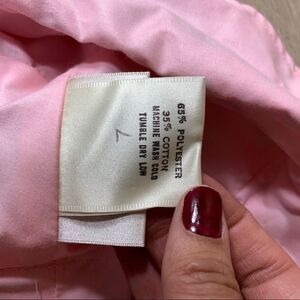 65% POLYESTER
35% COTTON
MACHINE WASH COLD
TUMBLE DRY LOW
7